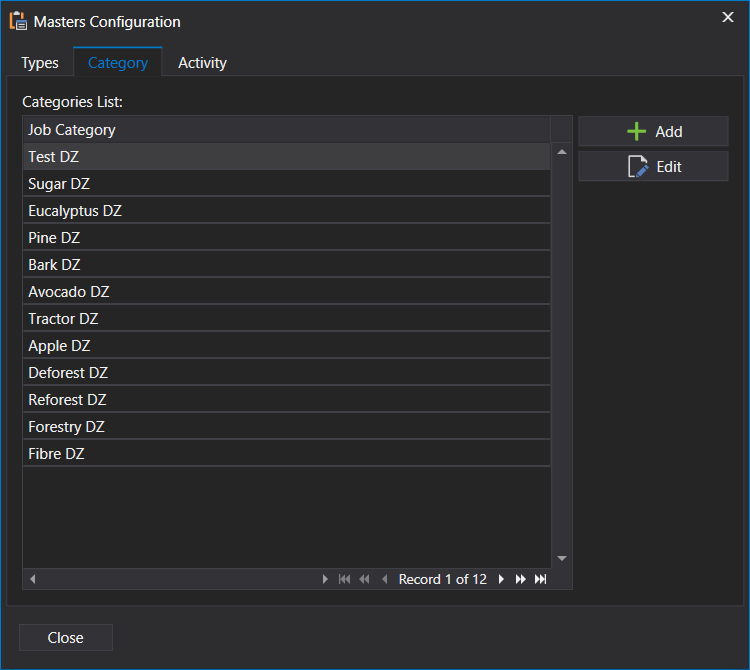 Masters Configuration
Types Category Activity
Categories List:
Job Category
Add
Test DZ
Edit
Sugar DZ
Eucalyptus DZ
Pine DZ
Bark DZ
Avocado DZ
Tractor DZ
Apple DZ
Deforest DZ
Reforest DZ
Forestry DZ
Fibre DZ
Record 1 of 12
Close